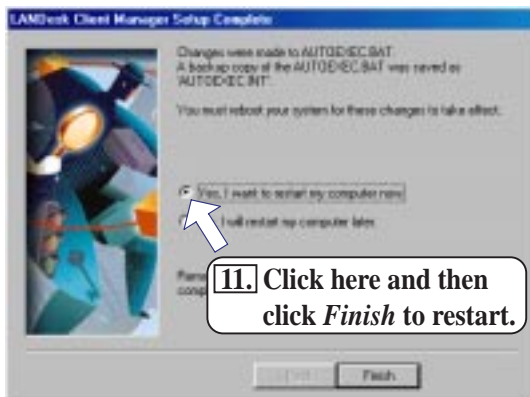 LANDesk Client Manager Setup Complete
Changes were made to AUTOEXEC.BAT.
A backup copy of the AUTOEXEC.BAT was saved as
'AUTOEXEC.INT'.
You must reboot your system for these changes to take effect.
Yes, I want to restart my computer now.
I will restart my computer later.
11. Click here and then
click Finish to restart.
Finish